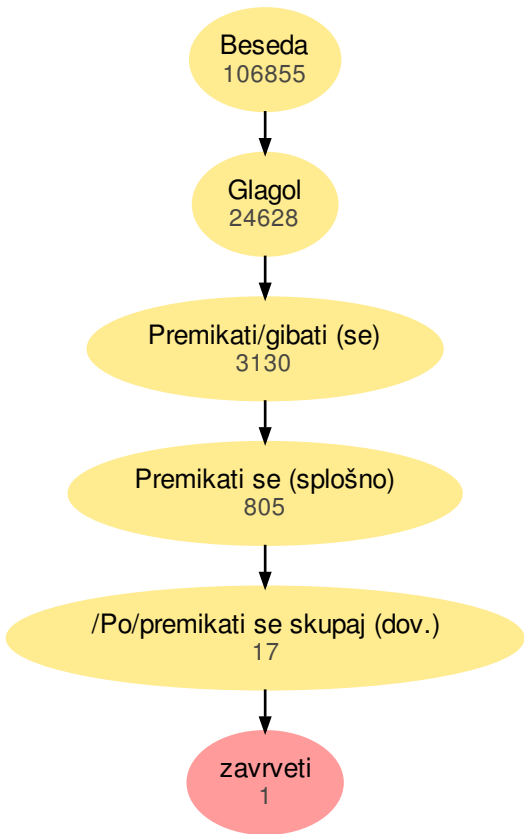 Beseda
106855
Glagol
24628
Premikati/gibati (se)
3130
Premikati se (splošno)
805
/Po/premikati se skupaj (dov.)
17
zavrveti
1